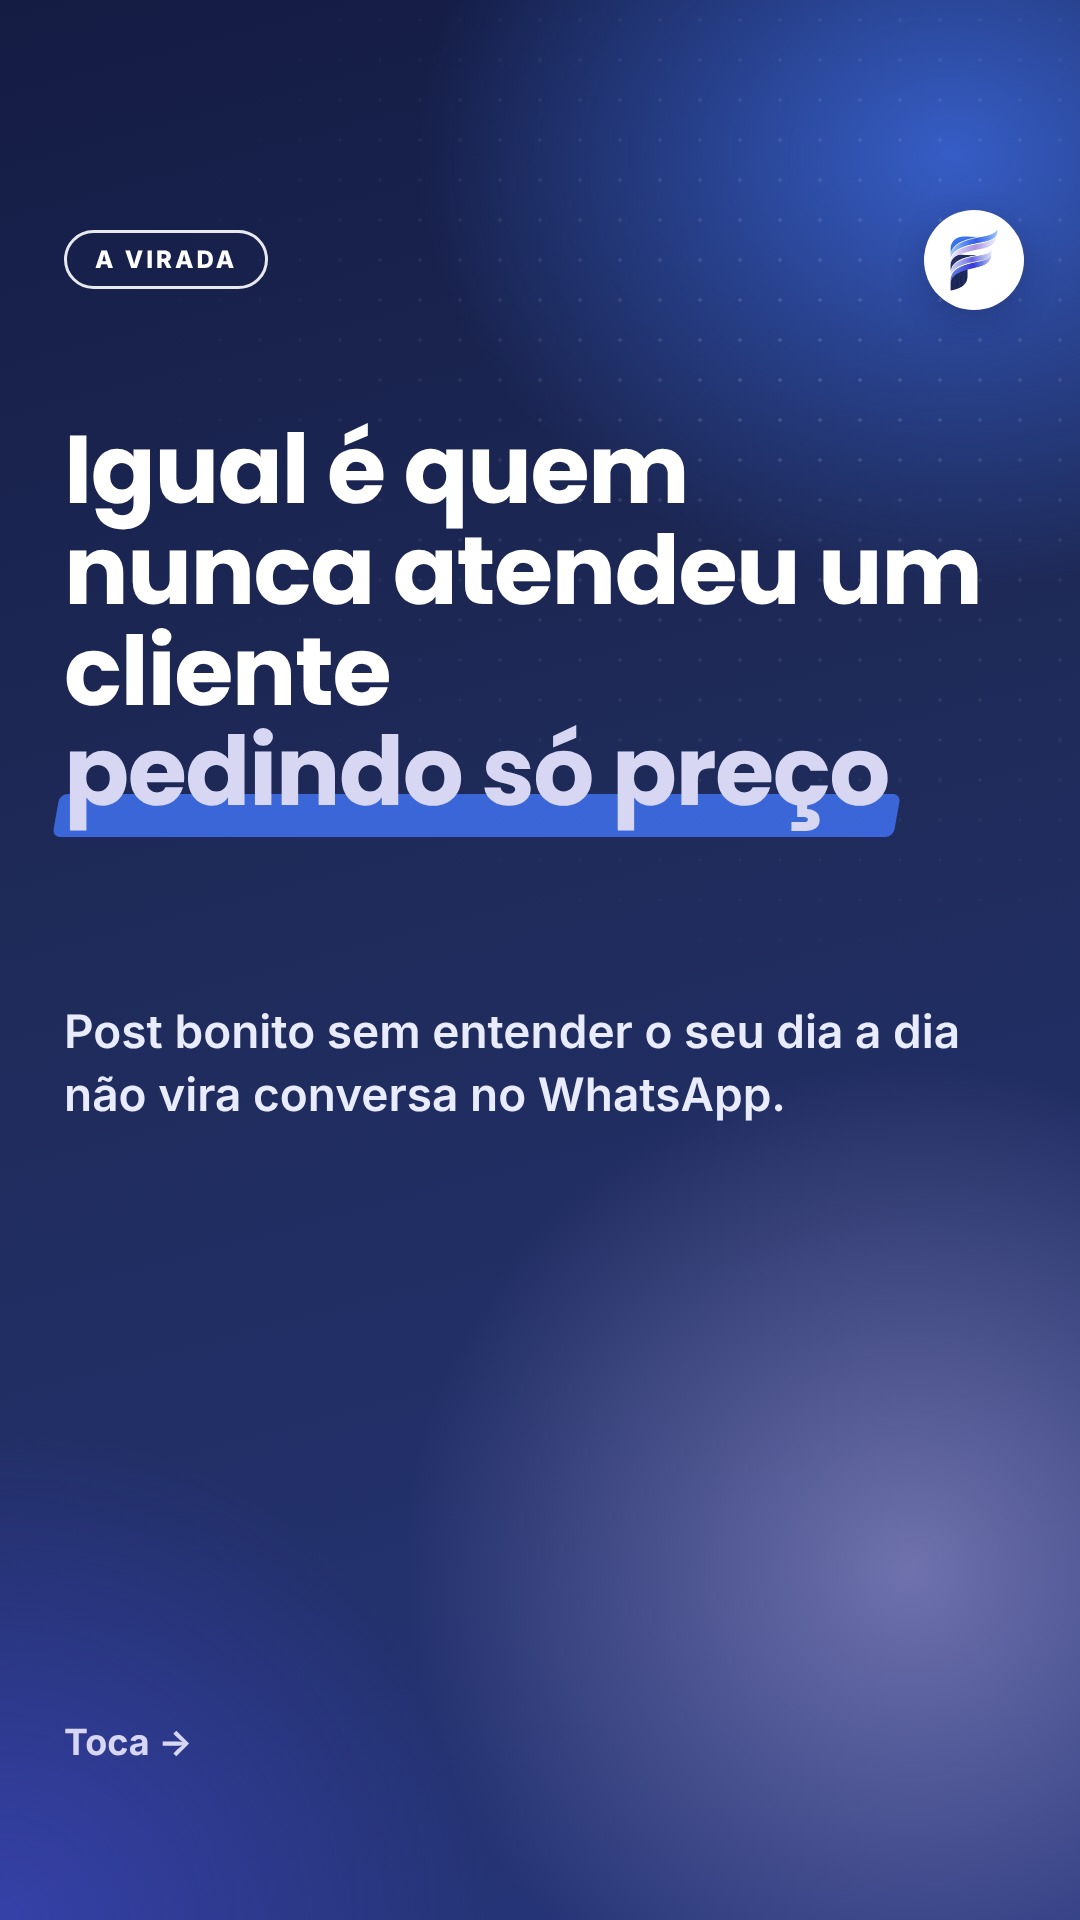 A VIRADA
Igual é quem
nunca atendeu um
cliente
pedindo só preço
Post bonito sem entender o seu dia a dia
não vira conversa no WhatsApp.
Toca →